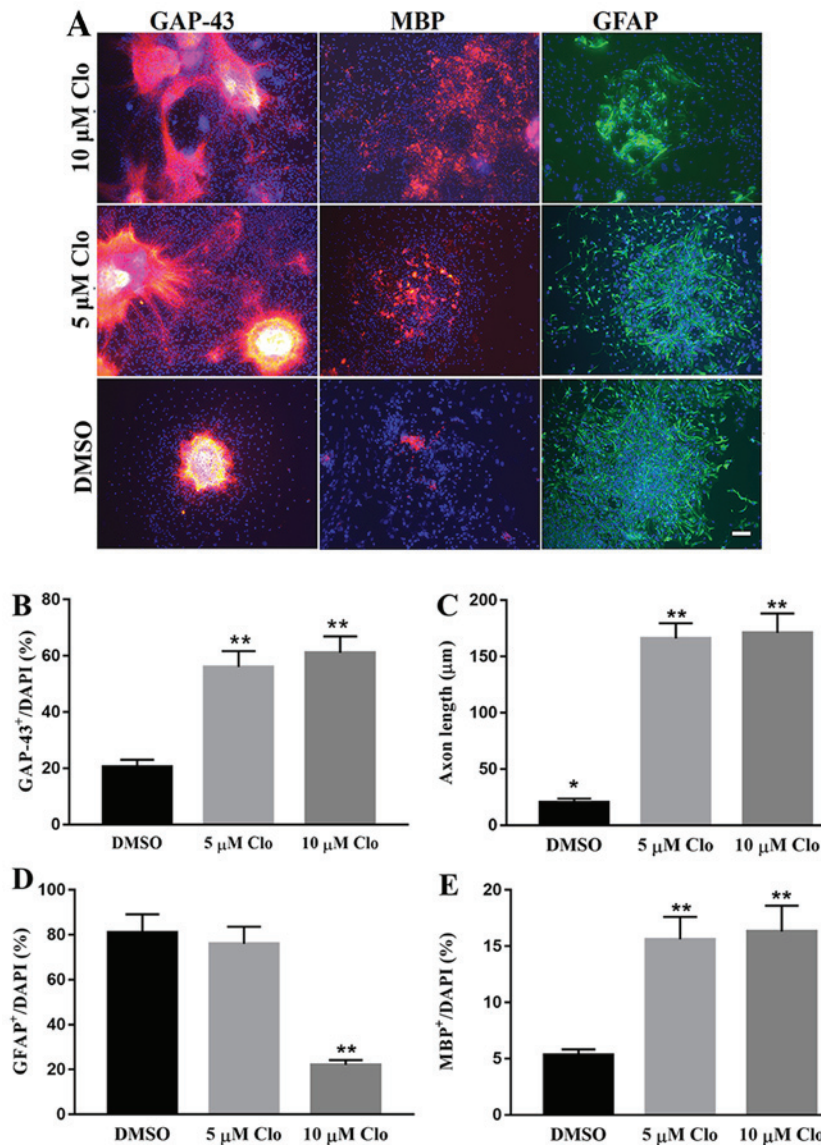 A
GAP-43 MBP GFAP
10 μM Clo
5 μM Clo
DMSO
B
GAP-43⁺/DAPI (%)
80
60
40
20
0
** **
DMSO 5 μM Clo 10 μM Clo
C
Axon length (μm)
200
150
100
50
0
* ** **
DMSO 5 μM Clo 10 μM Clo
D
GFAP⁺/DAPI (%)
100
80
60
40
20
0
**
DMSO 5 μM Clo 10 μM Clo
E
MBP⁺/DAPI (%)
20
15
10
5
0
** **
DMSO 5 μM Clo 10 μM Clo